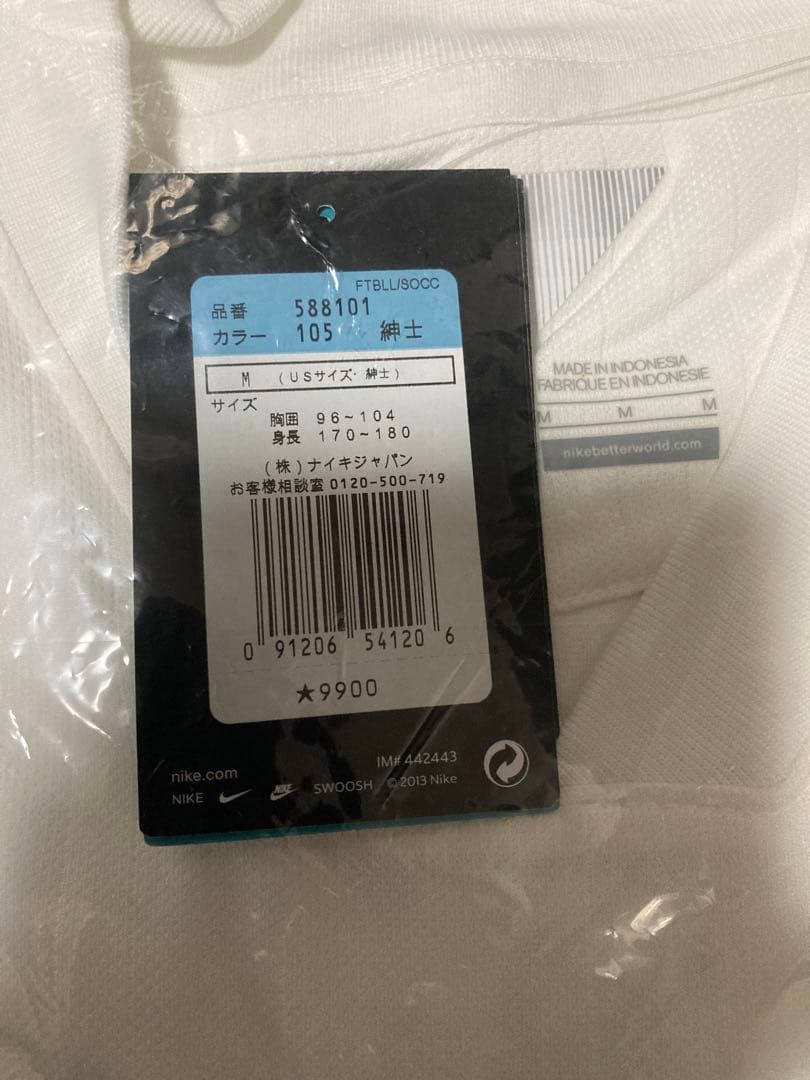 FTBLL/SOCC
品番 588101
カラー 105 紳士
M (USサイズ・紳士)
サイズ
胸囲 96~104
身長 170~180
(株)ナイキジャパン
お客様相談室 0120-500-719
0 91206 54120 6
★9900
IM# 442443
nike.com
NIKE NIKE SWOOSH © 2013 Nike
MADE IN INDONESIA
FABRIQUE EN INDONESIE
M M M
nikebetterworld.com